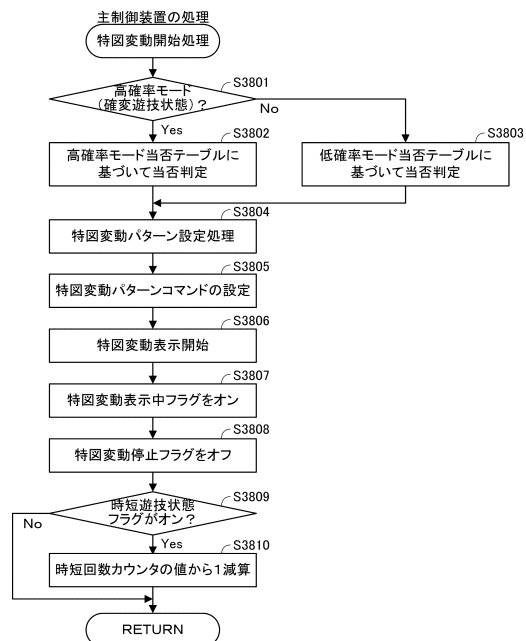 主制御装置の処理
特図変動開始処理
S3801
高確率モード
(確変遊技状態)?
No
Yes
S3802
S3803
高確率モード当否テーブルに
基づいて当否判定
低確率モード当否テーブルに
基づいて当否判定
S3804
特図変動パターン設定処理
S3805
特図変動パターンコマンドの設定
S3806
特図変動表示開始
S3807
特図変動表示中フラグをオン
S3808
特図変動停止フラグをオフ
S3809
時短遊技状態
フラグがオン?
No
Yes
S3810
時短回数カウンタの値から1減算
RETURN